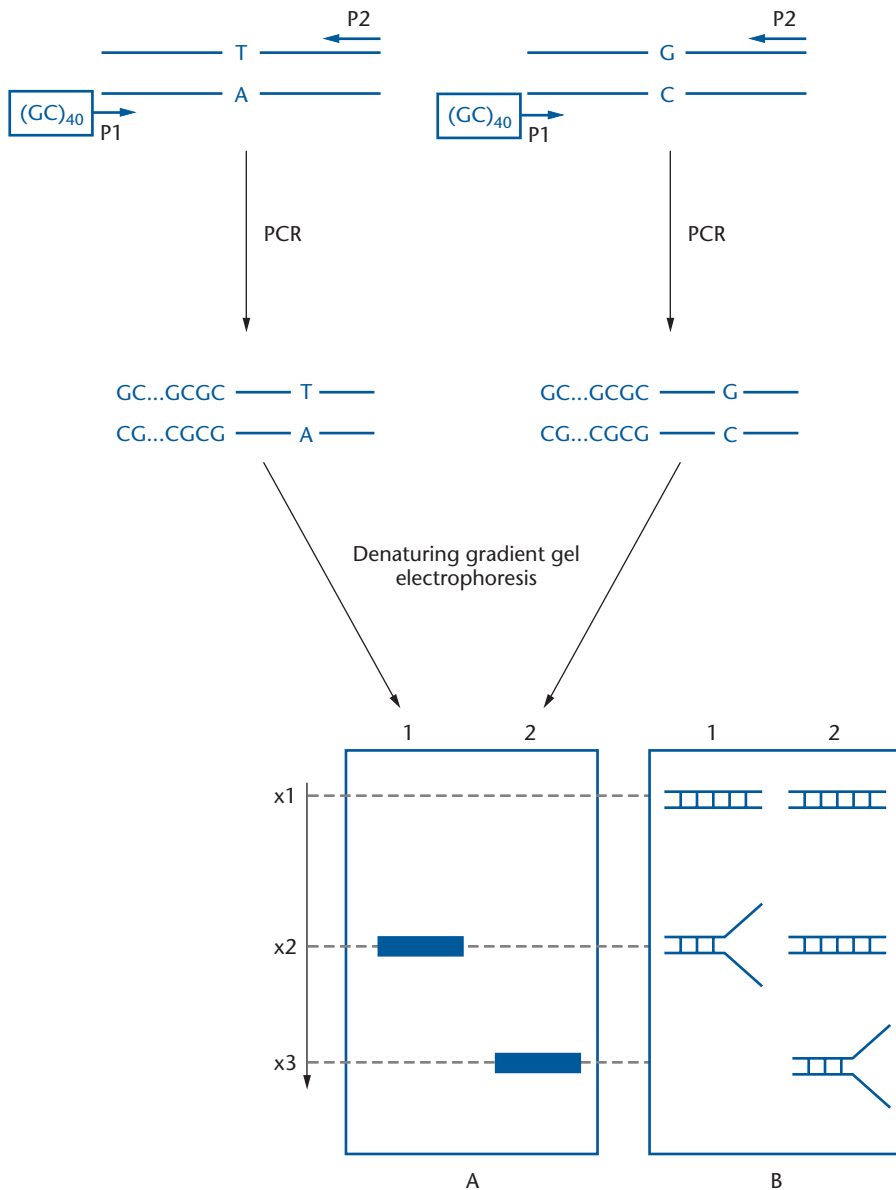 P2
P2
T
G
A
C
(GC)40
P1
(GC)40
P1
PCR
PCR
GC...GCGC T
GC...GCGC G
CG...CGCG A
CG...CGCG C
Denaturing gradient gel
electrophoresis
1 2
1 2
x1
x2
x3
A
B